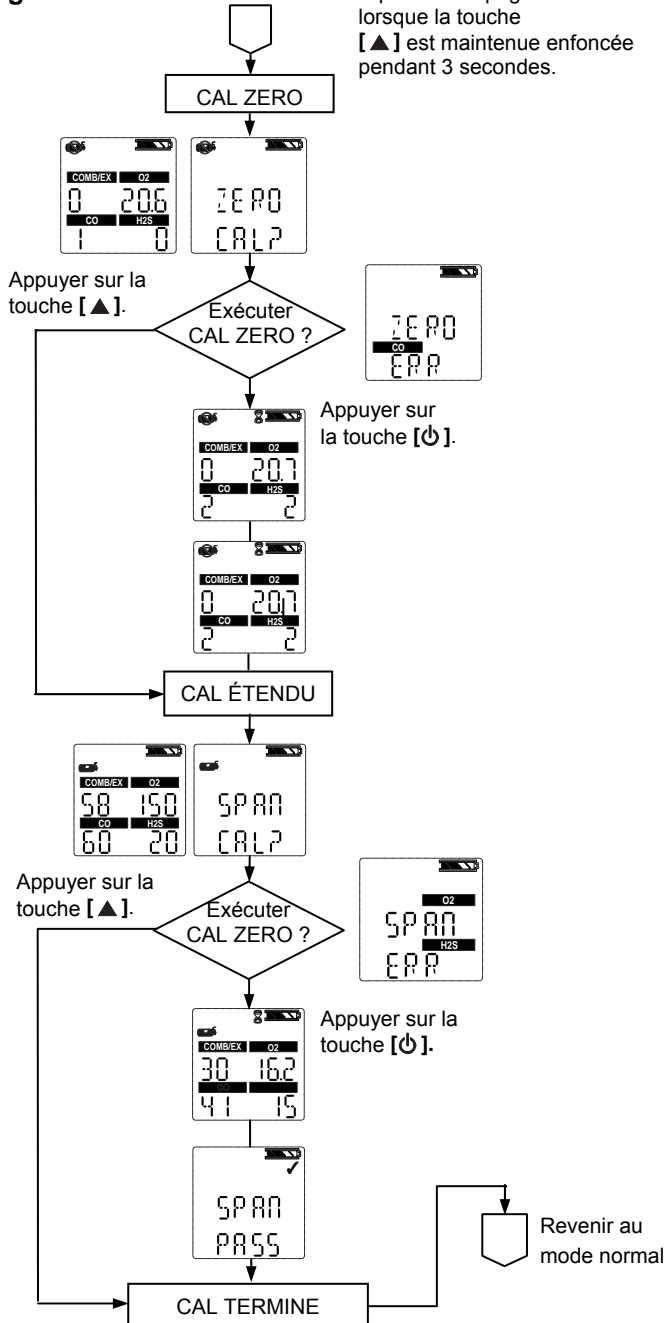 lorsque la touche
[▲] est maintenue enfoncée
pendant 3 secondes.
CAL ZERO
COMB/EX O2
0 20.6
CO H2S
1 0
ZERO
CAL?
Appuyer sur la
touche [▲].
Exécuter
CAL ZERO ?
ZERO
CO
ERR
Appuyer sur
la touche [⏻].
COMB/EX O2
0 20.7
CO H2S
2 2
COMB/EX O2
0 20.7
CO H2S
2 2
CAL ÉTENDU
COMB/EX O2
58 150
CO H2S
60 20
SPAN
CAL?
Appuyer sur la
touche [▲].
Exécuter
CAL ZERO ?
O2
SPAN
H2S
ERR
Appuyer sur la
touche [⏻].
COMB/EX O2
30 16.2
CO
41 15
SPAN
PASS
Revenir au
mode normal
CAL TERMINE